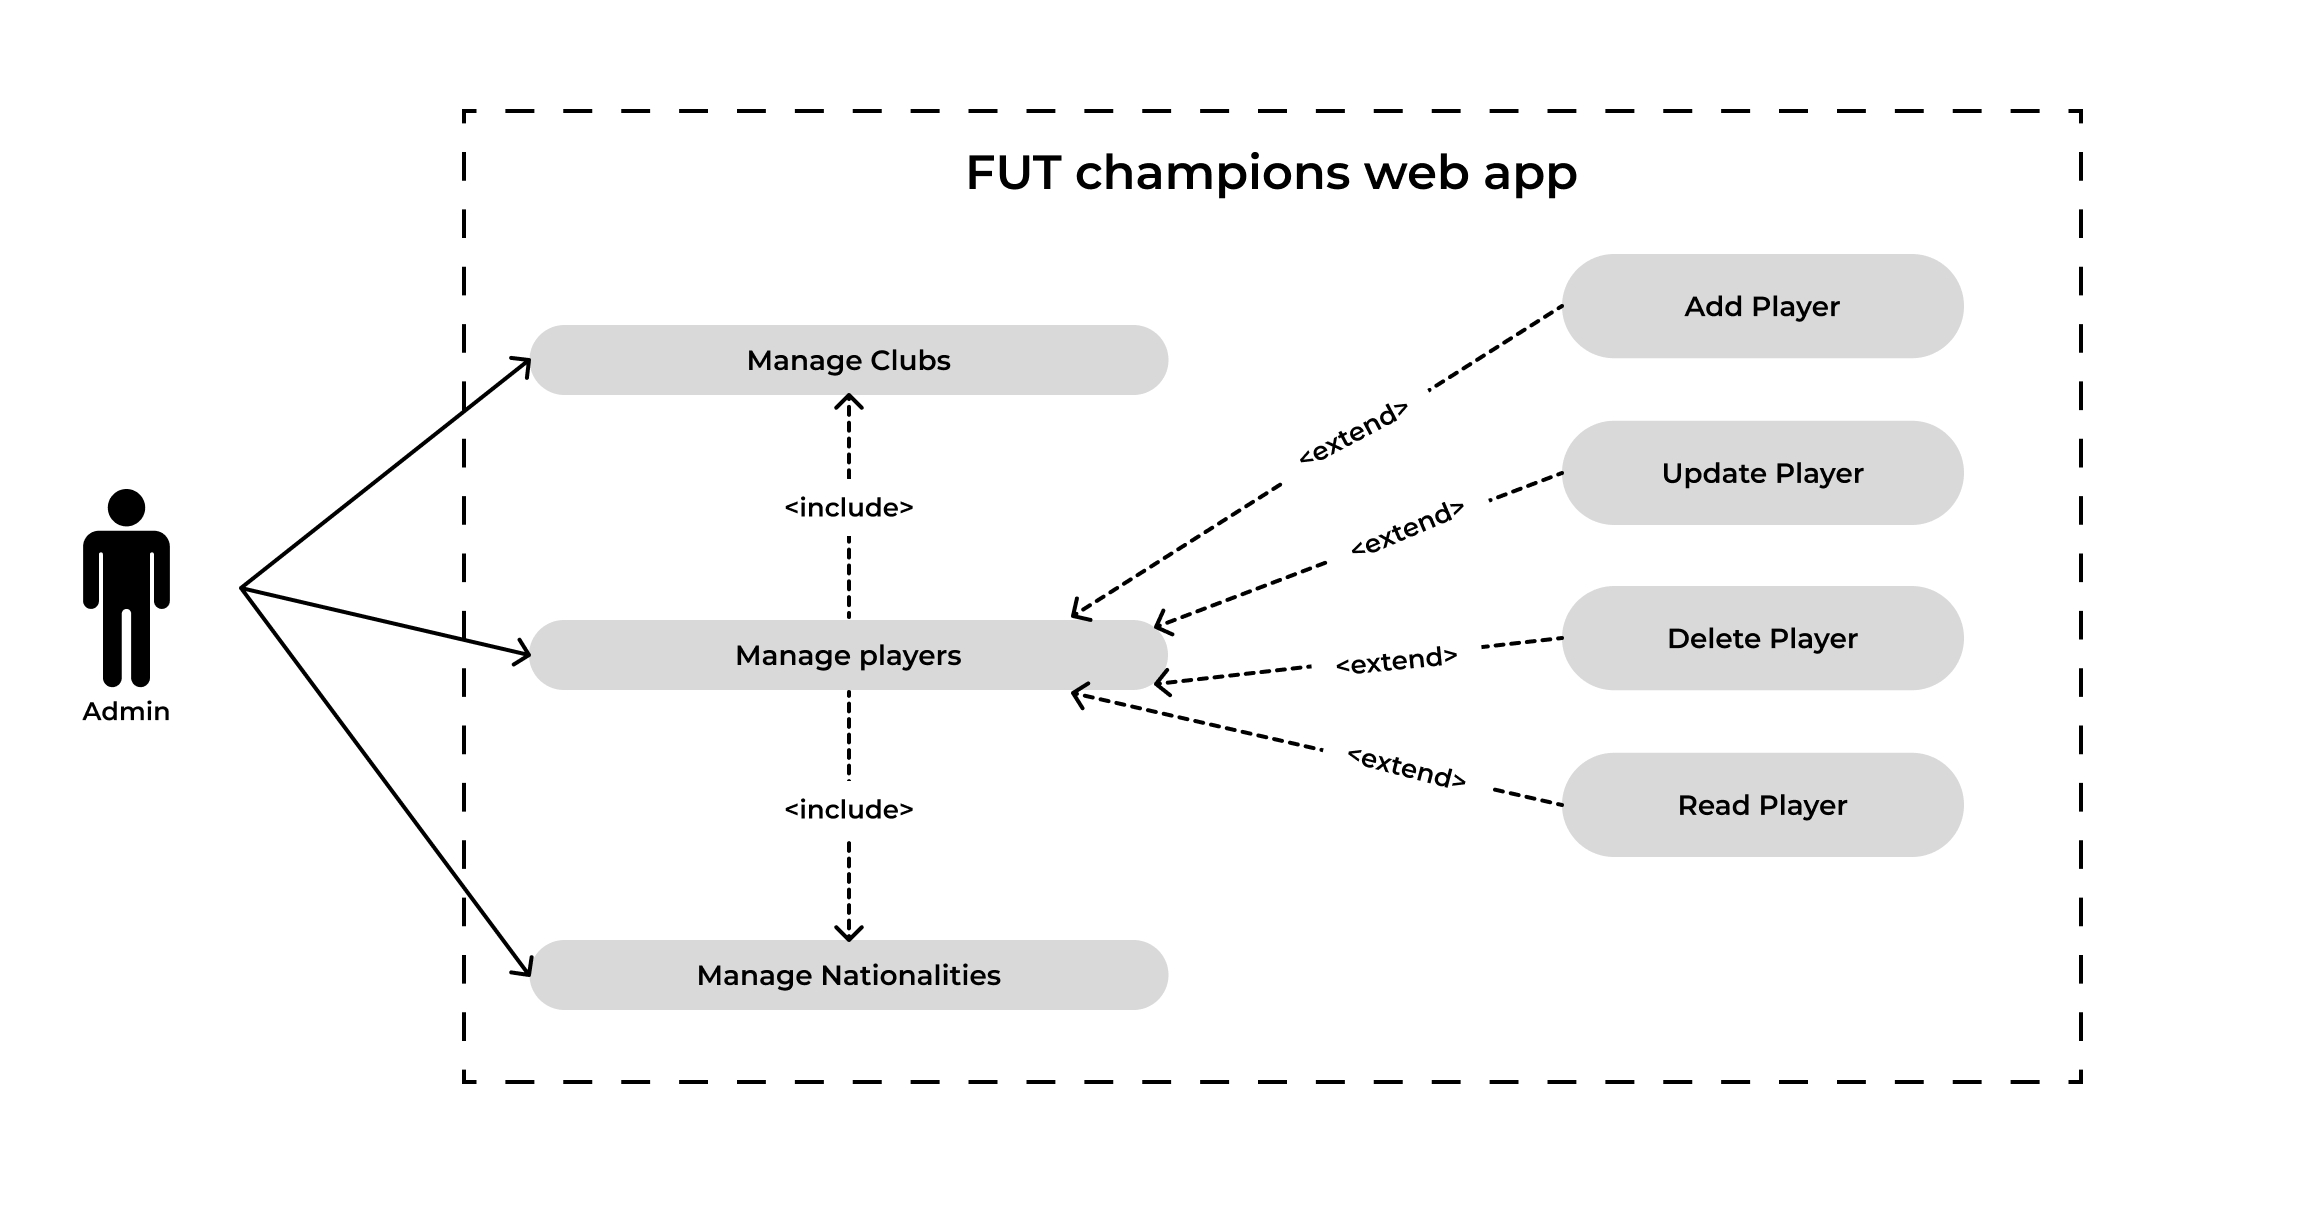 FUT champions web app
Add Player
Manage Clubs
<extend>
Update Player
<include>
<extend>
Delete Player
Manage players
<extend>
Admin
<extend>
Read Player
<include>
Manage Nationalities